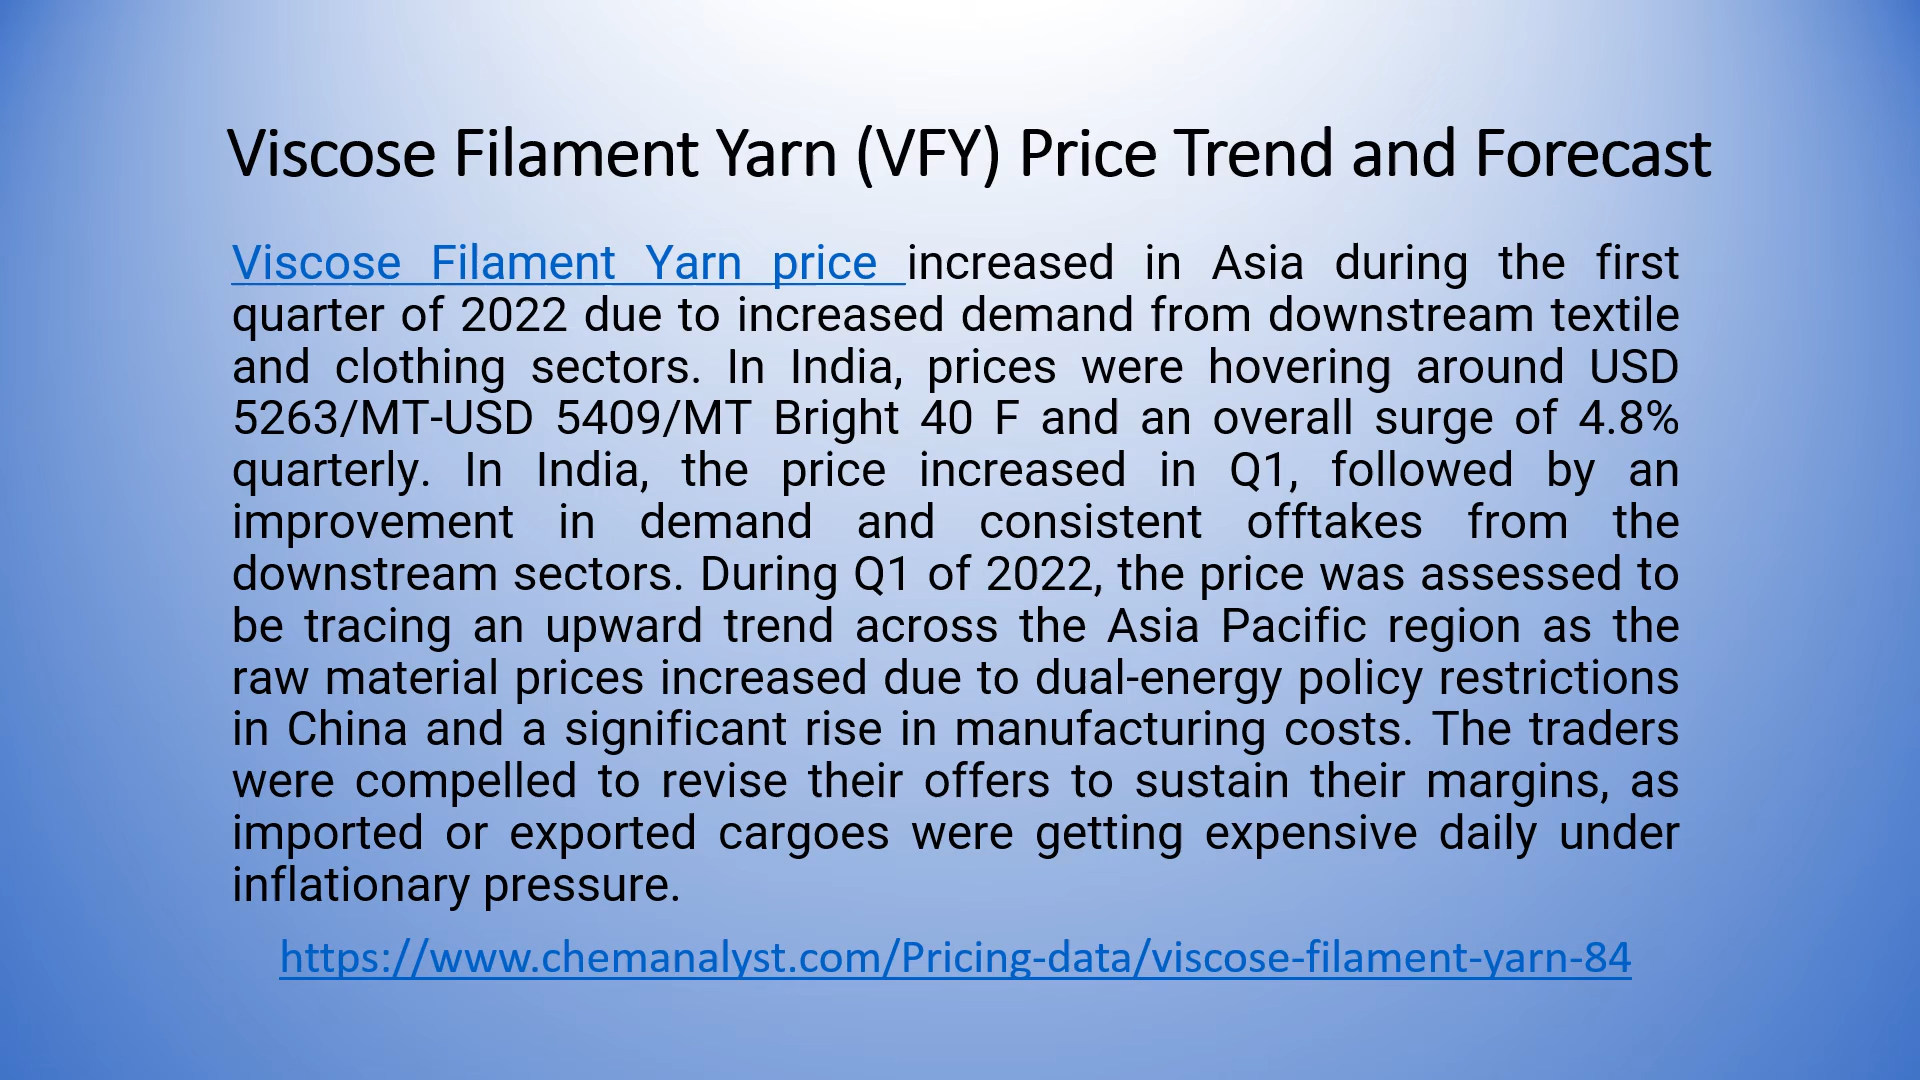 Viscose Filament Yarn (VFY) Price Trend and Forecast
Viscose Filament Yarn price increased in Asia during the first
quarter of 2022 due to increased demand from downstream textile
and clothing sectors. In India, prices were hovering around USD
5263/MT-USD 5409/MT Bright 40 F and an overall surge of 4.8%
quarterly. In India, the price increased in Q1, followed by an
improvement in demand and consistent offtakes from the
downstream sectors. During Q1 of 2022, the price was assessed to
be tracing an upward trend across the Asia Pacific region as the
raw material prices increased due to dual-energy policy restrictions
in China and a significant rise in manufacturing costs. The traders
were compelled to revise their offers to sustain their margins, as
imported or exported cargoes were getting expensive daily under
inflationary pressure.
https://www.chemanalyst.com/Pricing-data/viscose-filament-yarn-84